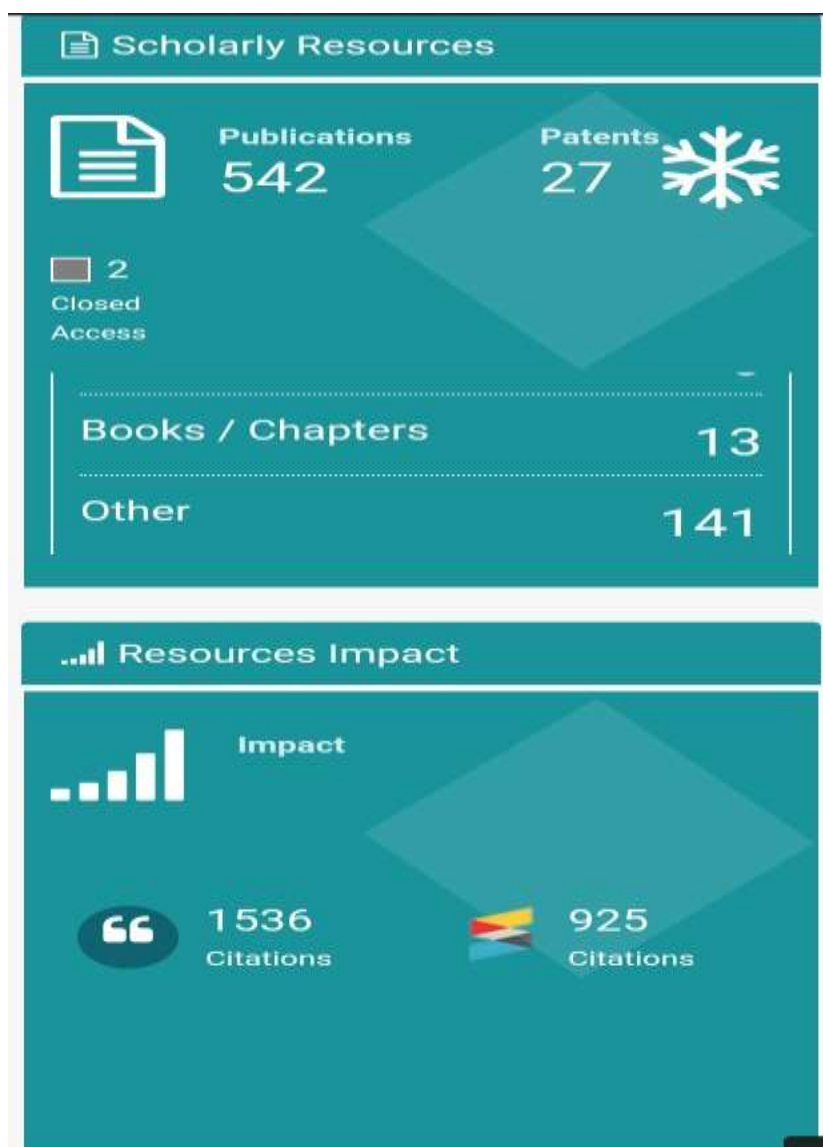 Scholarly Resources
Publications
542
Patents
27
2
Closed
Access
Books / Chapters
13
Other
141
Resources Impact
Impact
1536
Citations
925
Citations